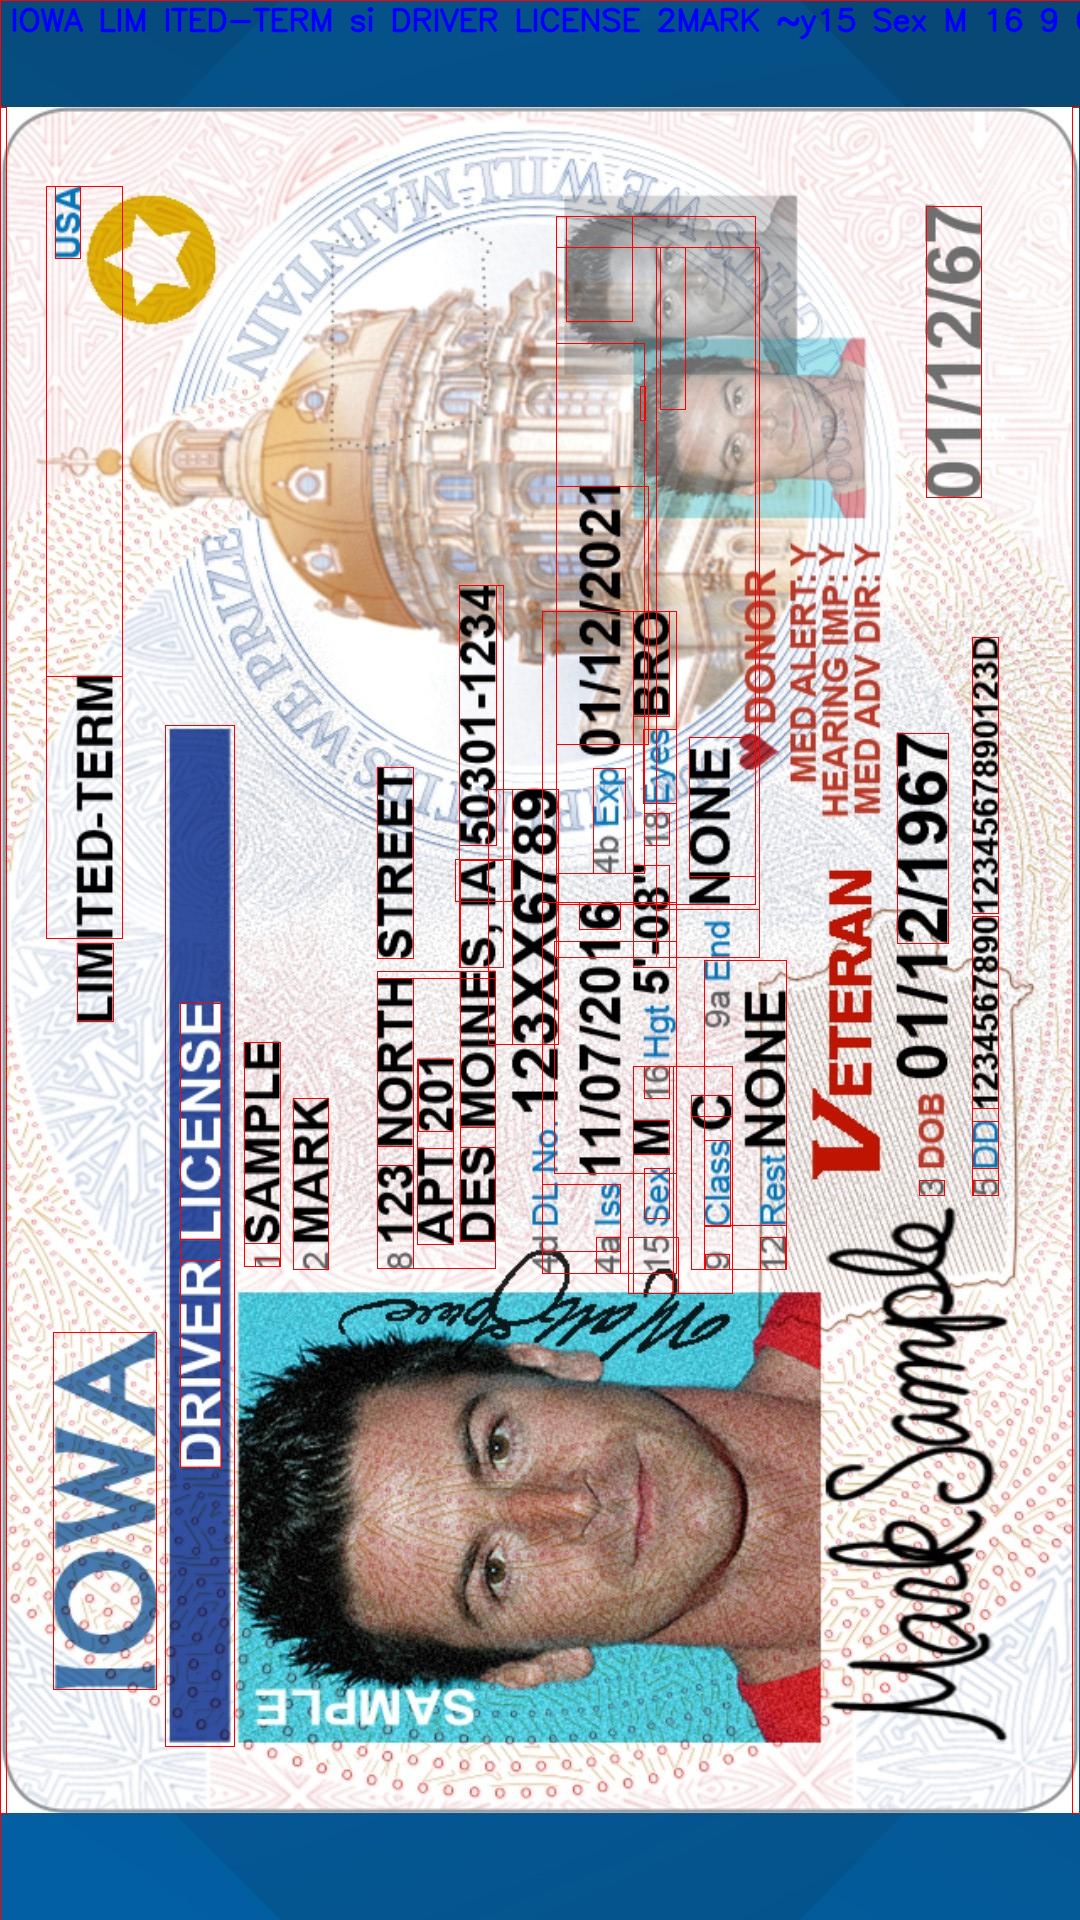 IOWA LIM ITED-TERM si DRIVER LICENSE 2MARK ~y15 Sex M 16 9
IOWA LIMITED-TERM USA
DRIVER LICENSE
1 SAMPLE
2 MARK
8 123 NORTH STREET
APT 201
DES MOINES, IA 50301-1234
4d DL No. 123XX6789
4a Iss 11/07/2016 4b Exp 01/12/2021
15 Sex M 16 Hgt 5'-08" 18 Eyes BRO
9 Class C 9a End NONE
12 Rest NONE
DONOR
MED ALERT: Y
HEARING IMP: Y
MED ADV DIR: Y
VETERAN
3 DOB 01/12/1967
01/12/67
5 DD 12345678901234567890123D
SAMPLE
Mark Sample
WE PRIZE
WE WILL MAINTAIN